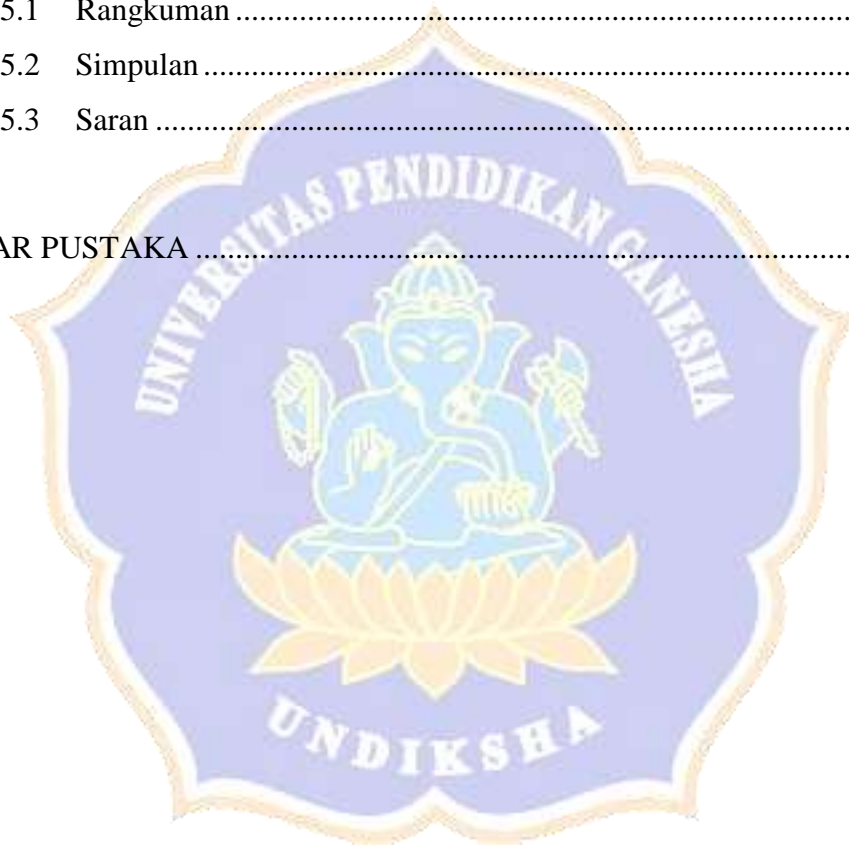 5.1 Rangkuman ........................................................................................
5.2 Simpulan ............................................................................................
5.3 Saran ...................................................................................................
AR PUSTAKA ...................................................................................
UNIVERSITAS PENDIDIKAN GANESHA
UNDIKSHA